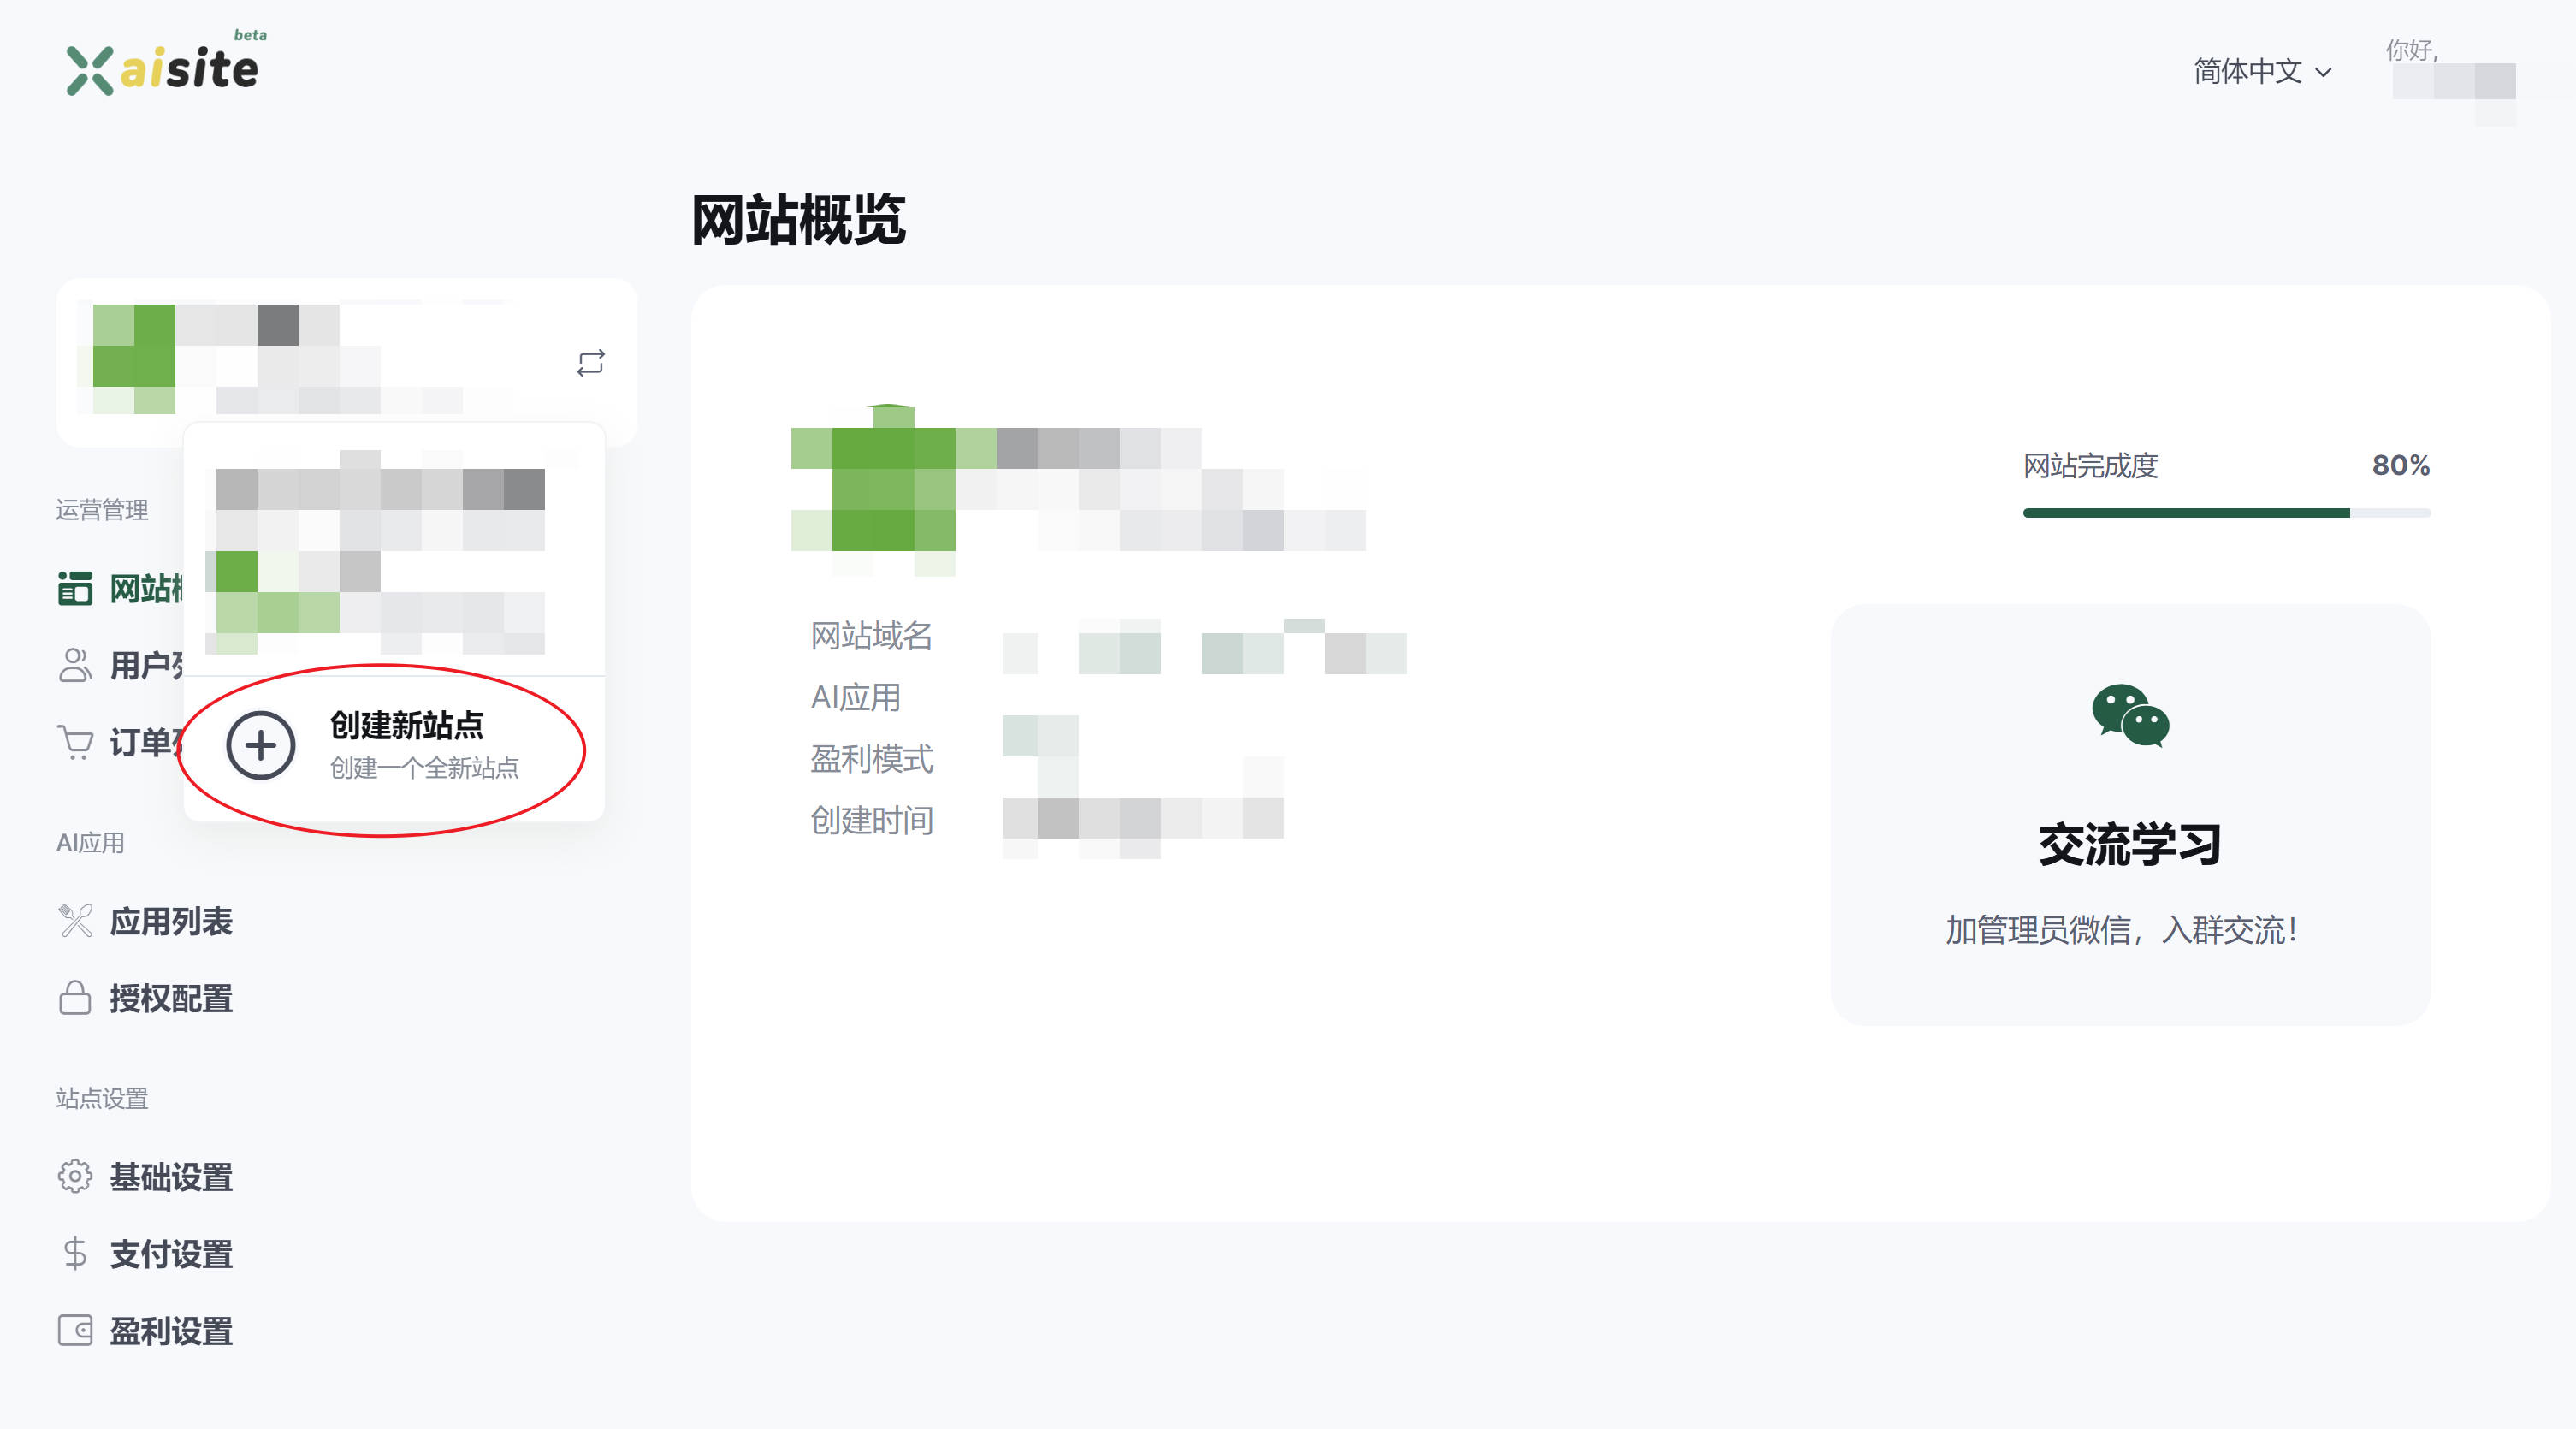 beta
aisite
简体中文
你好,
网站概览
运营管理
网站
用户
订单
创建新站点
创建一个全新站点
AI应用
应用列表
授权配置
站点设置
基础设置
支付设置
盈利设置
网站域名
AI应用
盈利模式
创建时间
网站完成度 80%
交流学习
加管理员微信，入群交流！